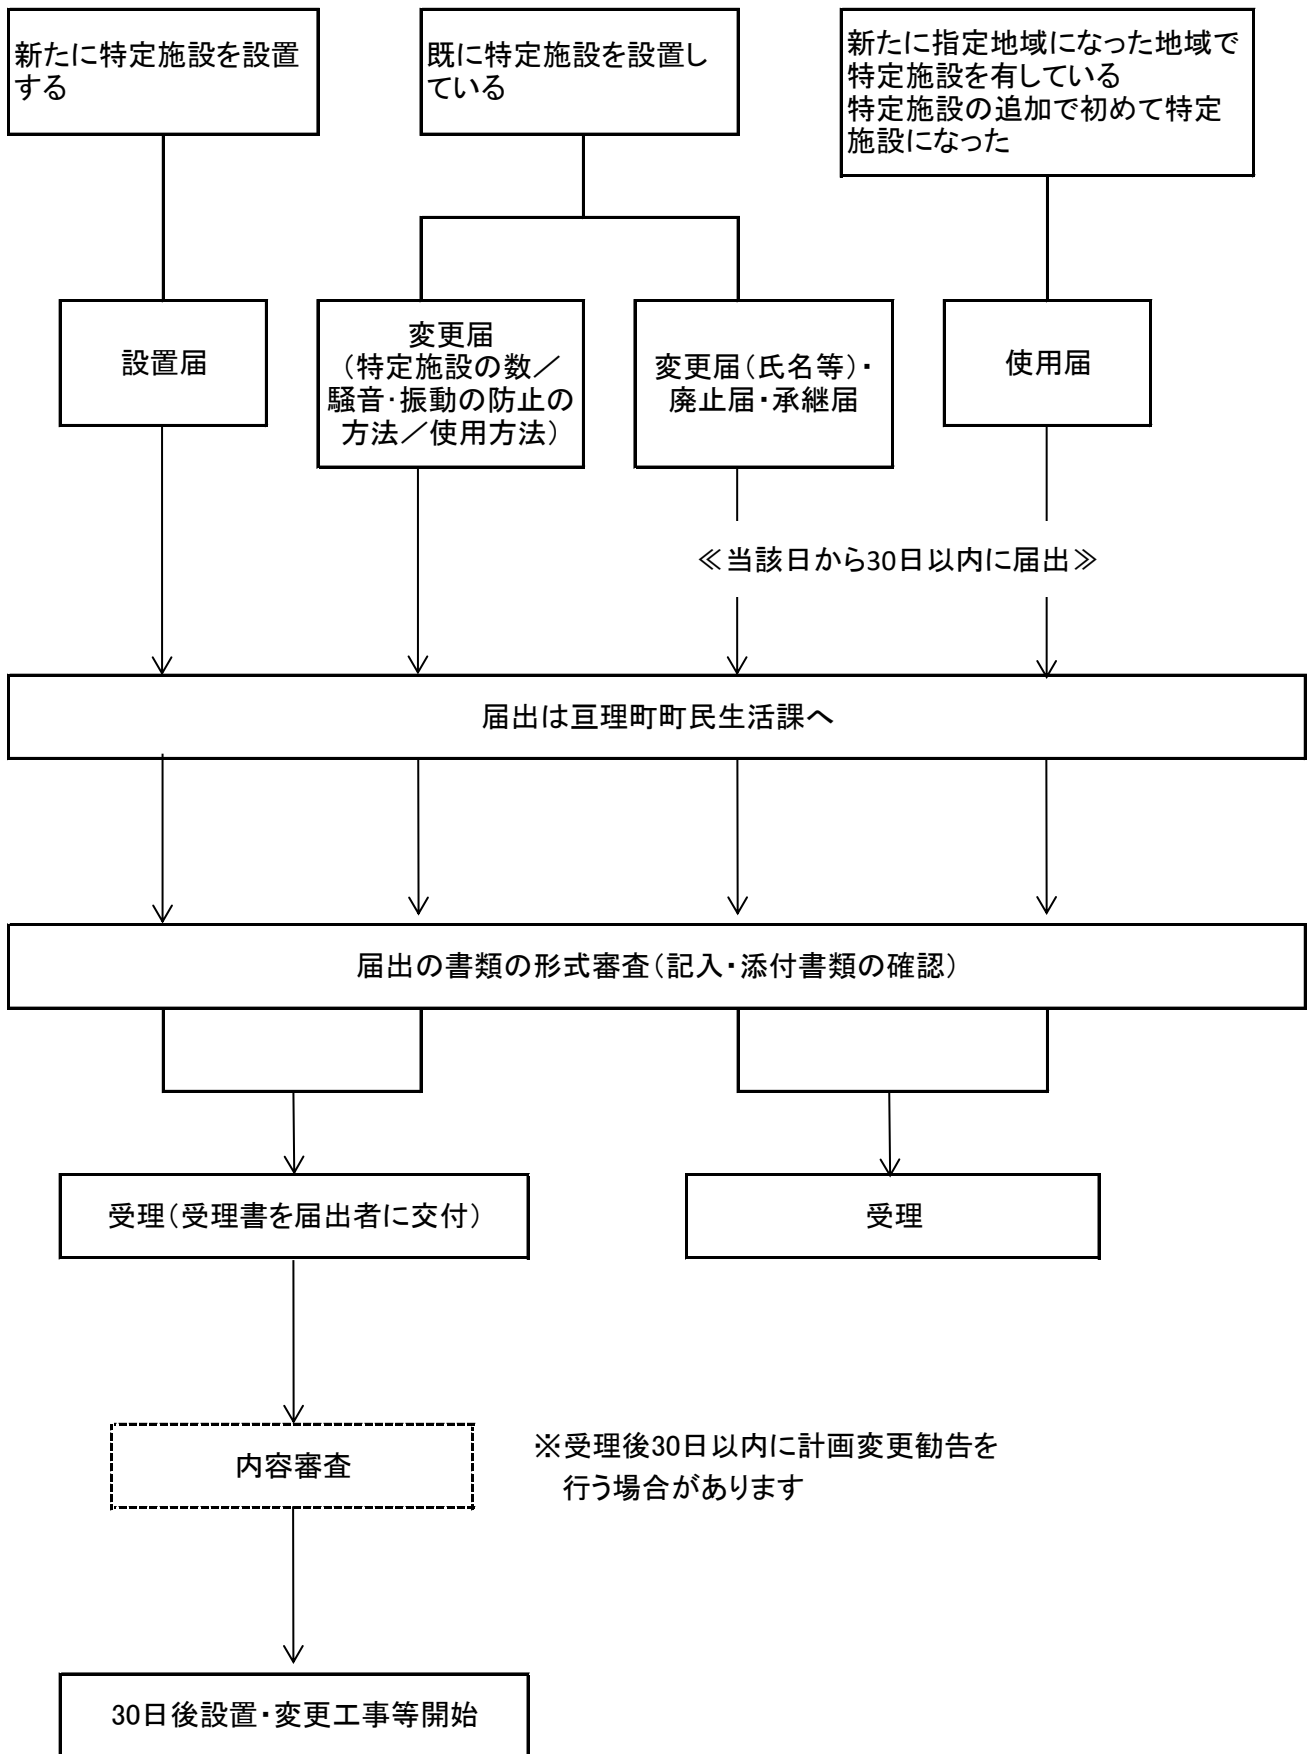 新たに特定施設を設置
する
既に特定施設を設置し
ている
新たに指定地域になった地域で
特定施設を有している
特定施設の追加で初めて特定
施設になった
設置届
変更届
（特定施設の数／
騒音・振動の防止の
方法／使用方法）
変更届（氏名等）・
廃止届・承継届
使用届
≪当該日から30日以内に届出≫
届出は亘理町町民生活課へ
届出の書類の形式審査（記入・添付書類の確認）
受理（受理書を届出者に交付）
受理
内容審査
※受理後30日以内に計画変更勧告を
行う場合があります
30日後設置・変更工事等開始